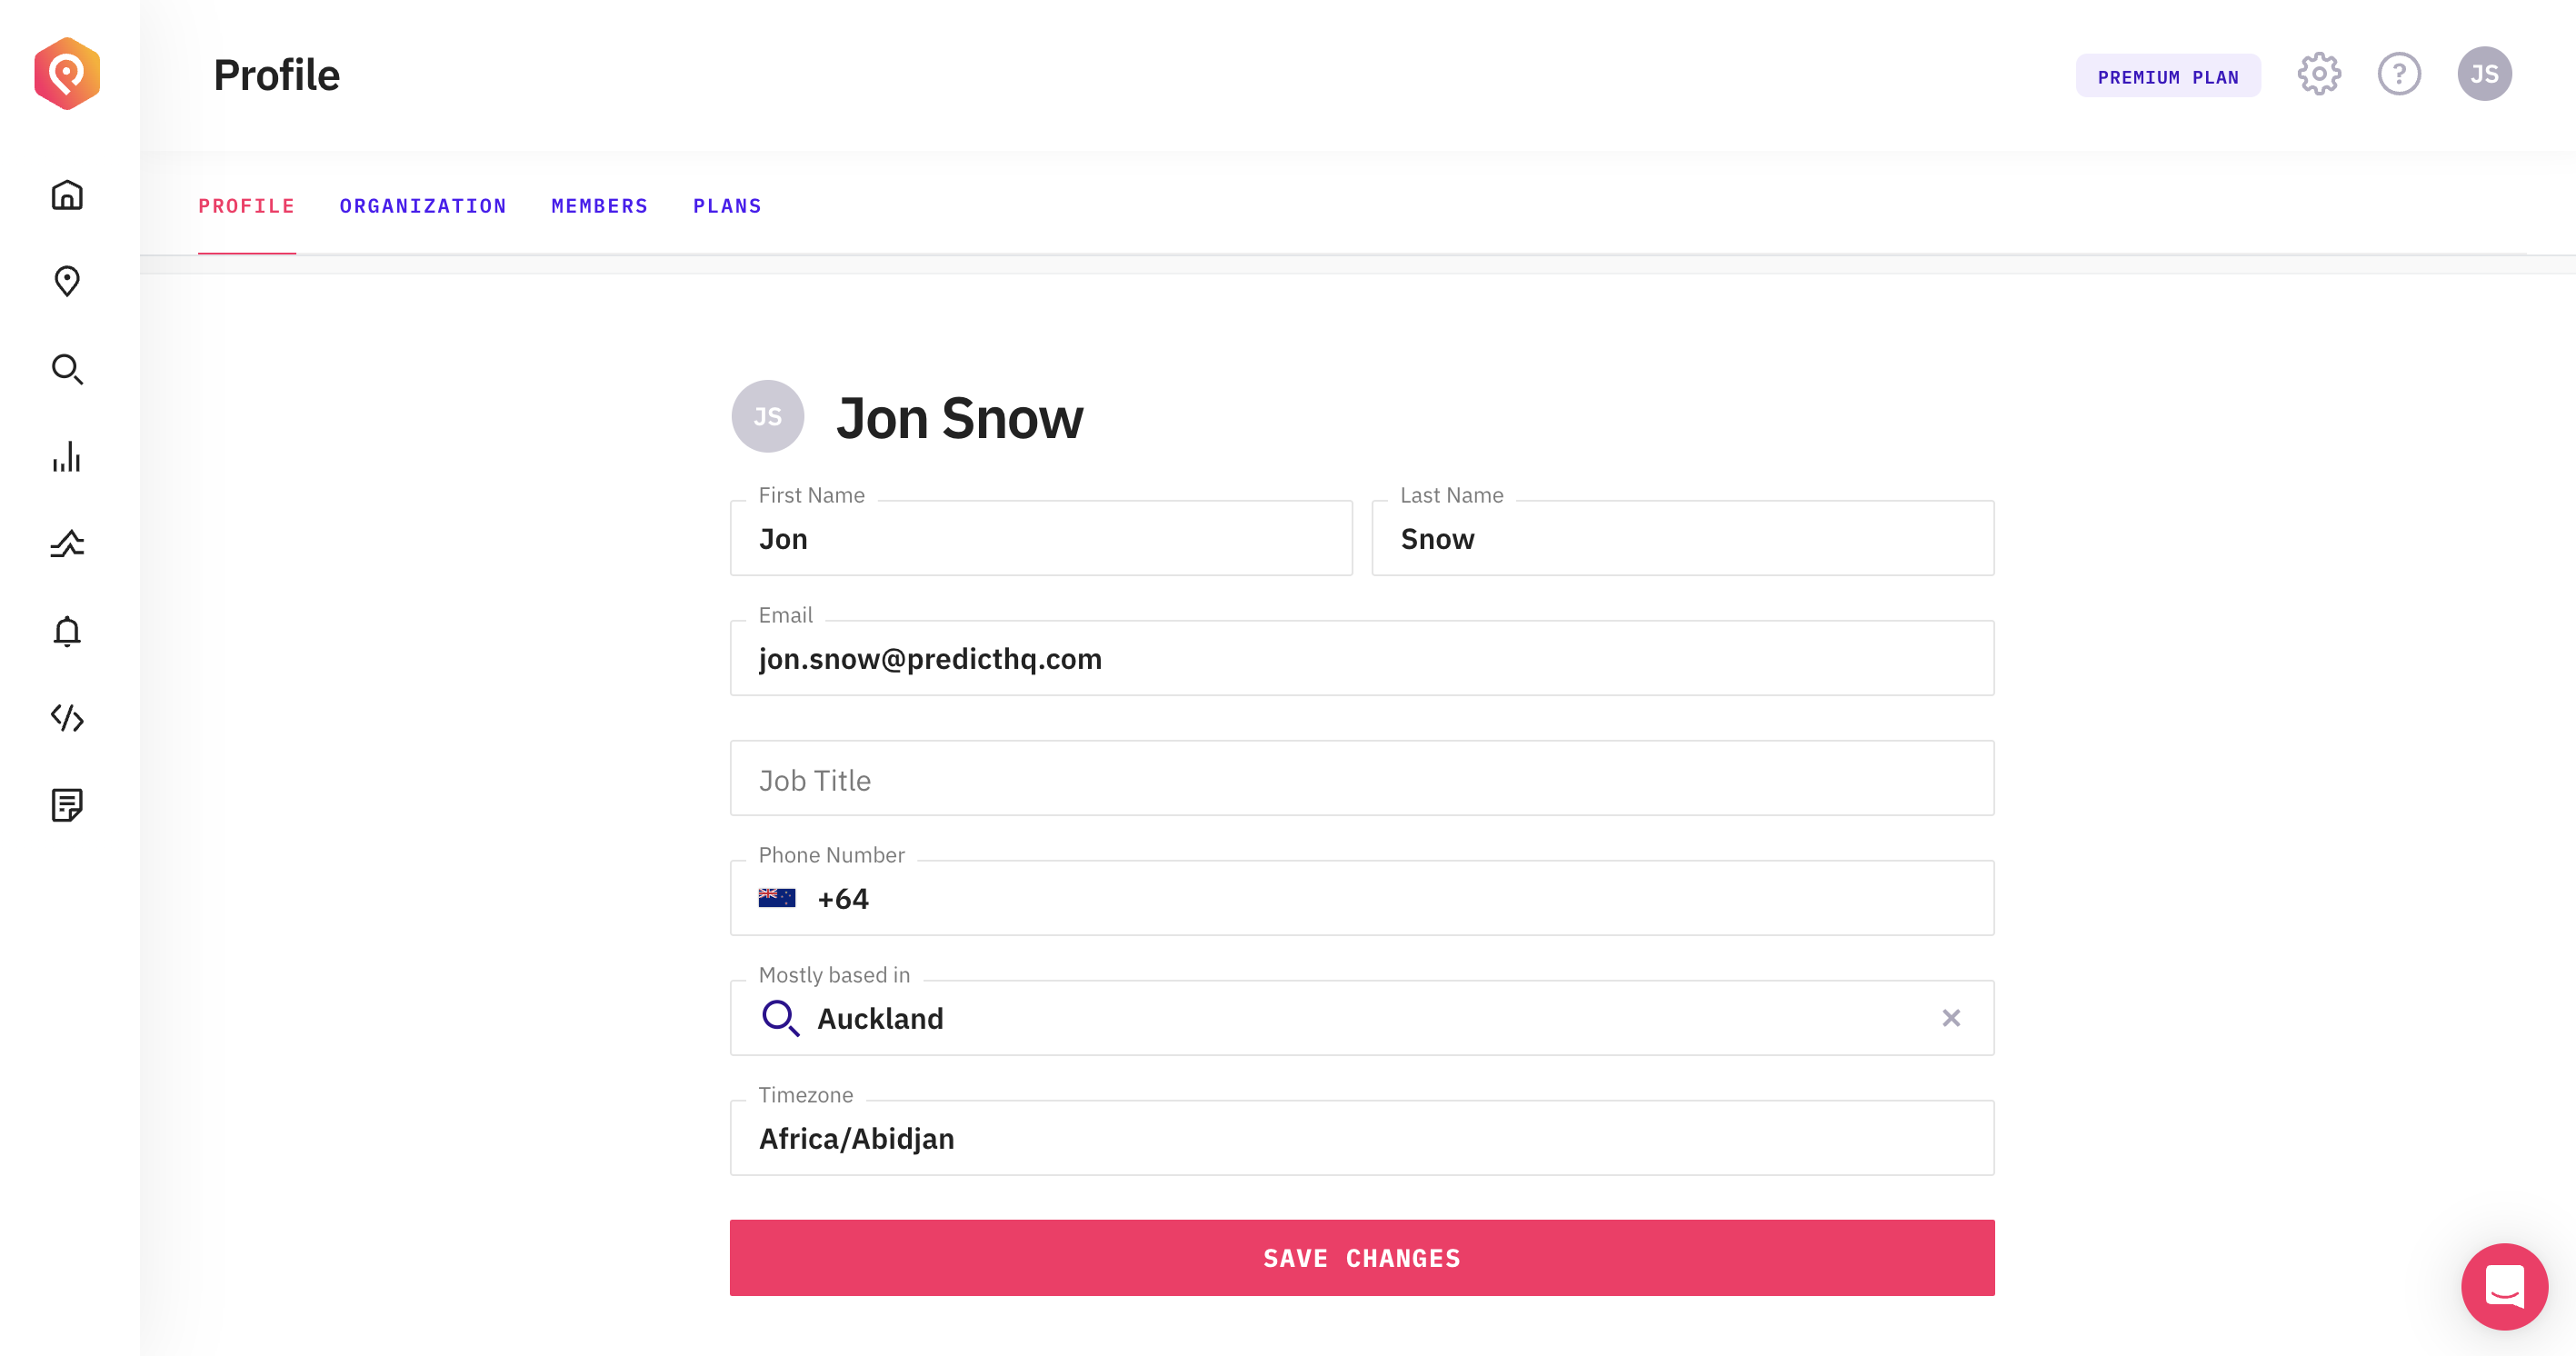 Profile
PREMIUM PLAN
?
JS
PROFILE ORGANIZATION MEMBERS PLANS
JS
Jon Snow
First Name
Jon
Last Name
Snow
Email
jon.snow@predicthq.com
Job Title
Phone Number
+64
Mostly based in
Auckland
Timezone
Africa/Abidjan
SAVE CHANGES